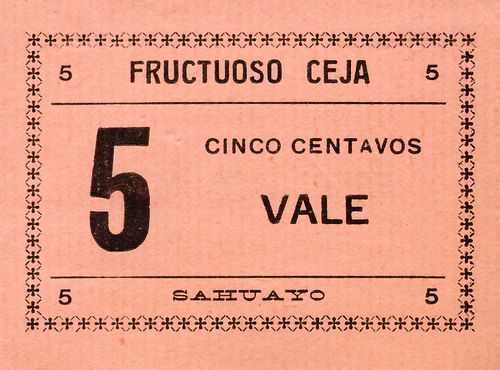 5 FRUCTUOSO CEJA 5
5 CINCO CENTAVOS
VALE
5 SAHUAYO 5